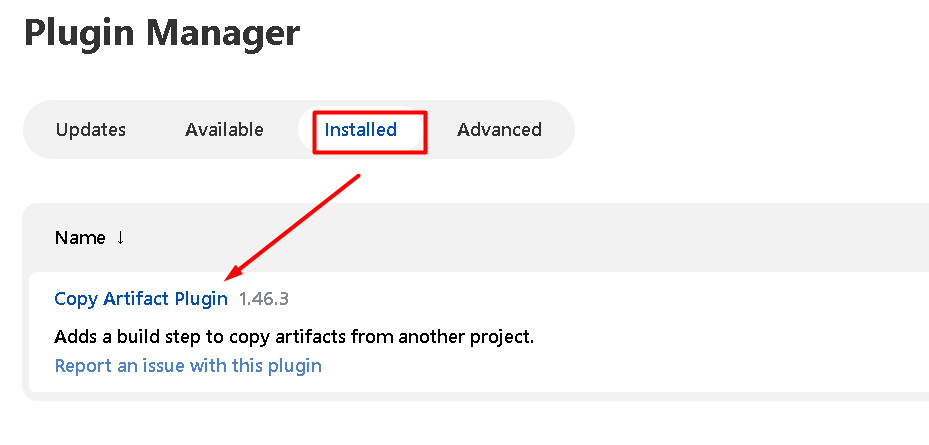 Plugin Manager
Updates Available Installed Advanced
Name ↓
Copy Artifact Plugin 1.46.3
Adds a build step to copy artifacts from another project.
Report an issue with this plugin